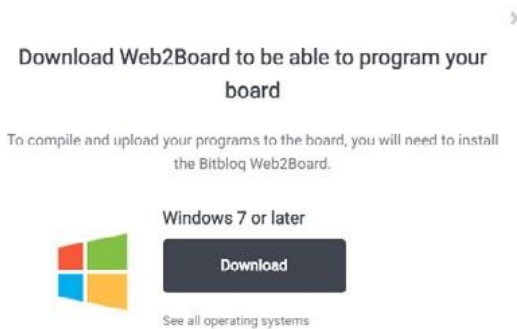 Download Web2Board to be able to program your
board
To compile and upload your programs to the board, you will need to install
the Bitbloq Web2Board.
Windows 7 or later
Download
See all operating systems